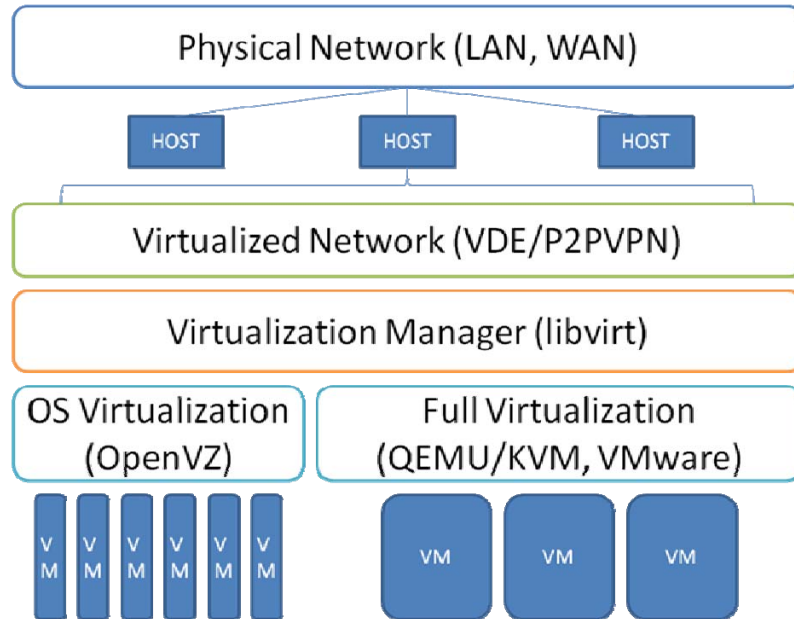 Physical Network (LAN, WAN)
HOST
HOST
HOST
Virtualized Network (VDE/P2PVPN)
Virtualization Manager (libvirt)
OS Virtualization
(OpenVZ)
Full Virtualization
(QEMU/KVM, VMware)
V
M
V
M
V
M
V
M
V
M
V
M
VM
VM
VM